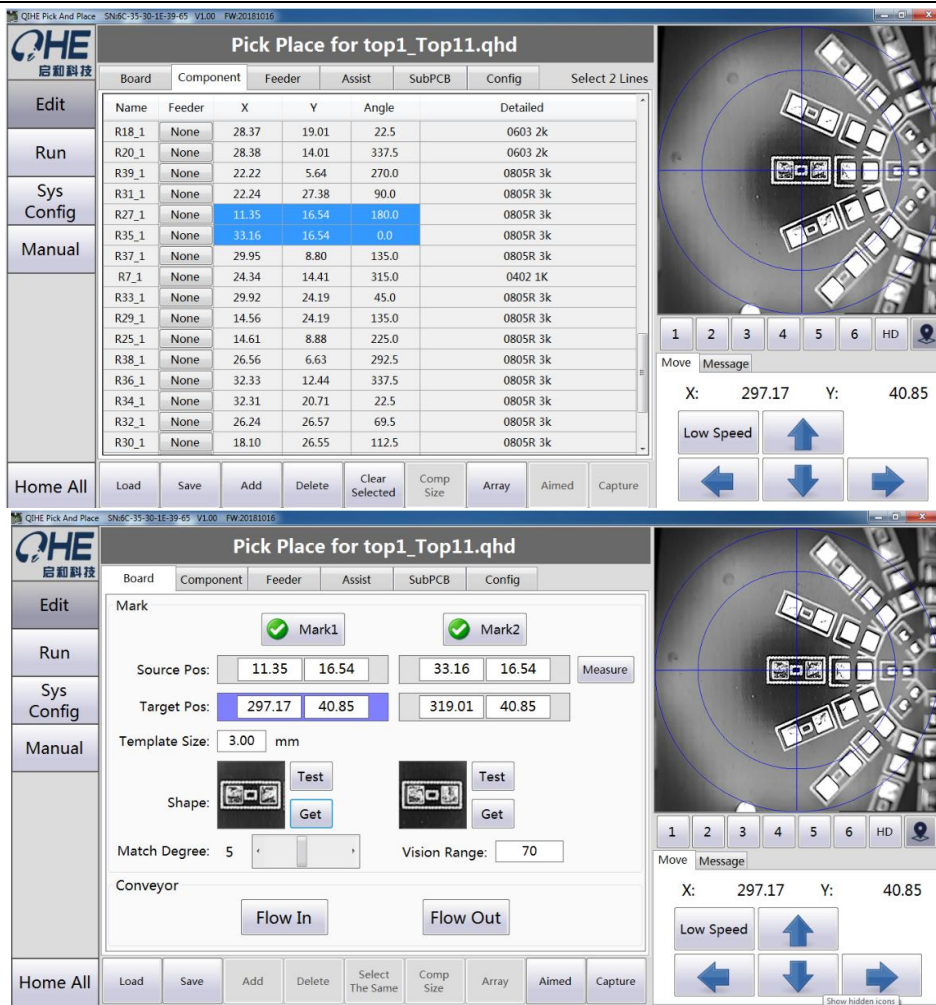 QIHE Pick And Place SN:6C-35-30-1E-39-65 V1.00 FW:20181016
QHE
启和科技
Pick Place for top1_Top11.qhd
Board Component Feeder Assist SubPCB Config Select 2 Lines
Edit
Run
Sys Config
Manual
Home All
Name Feeder X Y Angle Detailed
R18_1 None 28.37 19.01 22.5 0603 2k
R20_1 None 28.38 14.01 337.5 0603 2k
R39_1 None 22.22 5.64 270.0 0805R 3k
R31_1 None 22.24 27.38 90.0 0805R 3k
R27_1 None 11.35 16.54 180.0 0805R 3k
R35_1 None 33.16 16.54 0.0 0805R 3k
R37_1 None 29.95 8.80 135.0 0805R 3k
R7_1 None 24.34 14.41 315.0 0402 1K
R33_1 None 29.92 24.19 45.0 0805R 3k
R29_1 None 14.56 24.19 135.0 0805R 3k
R25_1 None 14.61 8.88 225.0 0805R 3k
R38_1 None 26.56 6.63 292.5 0805R 3k
R36_1 None 32.33 12.44 337.5 0805R 3k
R34_1 None 32.31 20.71 22.5 0805R 3k
R32_1 None 26.24 26.57 69.5 0805R 3k
R30_1 None 18.10 26.55 112.5 0805R 3k
Load Save Add Delete Clear Selected Comp Size Array Aimed Capture
1 2 3 4 5 6 HD
Move Message
X: 297.17 Y: 40.85
Low Speed
QIHE Pick And Place SN:6C-35-30-1E-39-65 V1.00 FW:20181016
QHE
启和科技
Pick Place for top1_Top11.qhd
Board Component Feeder Assist SubPCB Config
Edit
Run
Sys Config
Manual
Home All
Mark
Mark1 Mark2
Source Pos: 11.35 16.54 33.16 16.54 Measure
Target Pos: 297.17 40.85 319.01 40.85
Template Size: 3.00 mm
Shape: Test Get Test Get
Match Degree: 5 Vision Range: 70
Conveyor
Flow In Flow Out
Load Save Add Delete Select The Same Comp Size Array Aimed Capture
1 2 3 4 5 6 HD
Move Message
X: 297.17 Y: 40.85
Low Speed
Show hidden icons